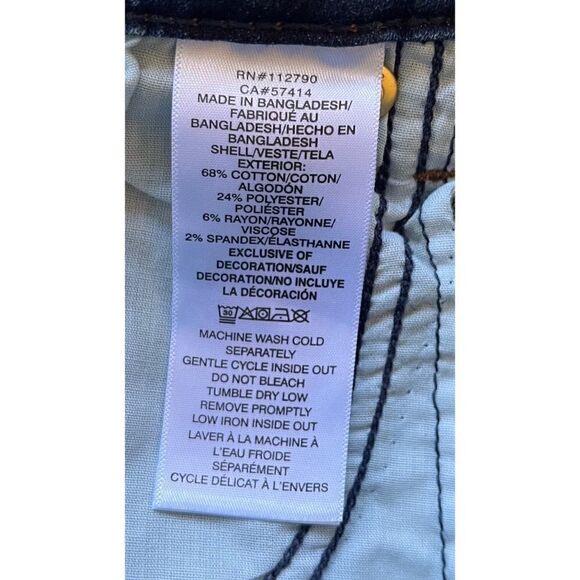 RN#112790
CA#57414
MADE IN BANGLADESH/
FABRIQUÉ AU
BANGLADESH/HECHO EN
BANGLADESH
SHELL/VESTE/TELA
EXTERIOR:
68% COTTON/COTON/
ALGODÓN
24% POLYESTER/
POLIÉSTER
6% RAYON/RAYONNE/
VISCOSE
2% SPANDEX/ÉLASTHANNE
EXCLUSIVE OF
DECORATION/SAUF
DECORATION/NO INCLUYE
LA DÉCORACIÓN
30
MACHINE WASH COLD
SEPARATELY
GENTLE CYCLE INSIDE OUT
DO NOT BLEACH
TUMBLE DRY LOW
REMOVE PROMPTLY
LOW IRON INSIDE OUT
LAVER À LA MACHINE À
L'EAU FROIDE
SÉPARÉMENT
CYCLE DÉLICAT À L'ENVERS